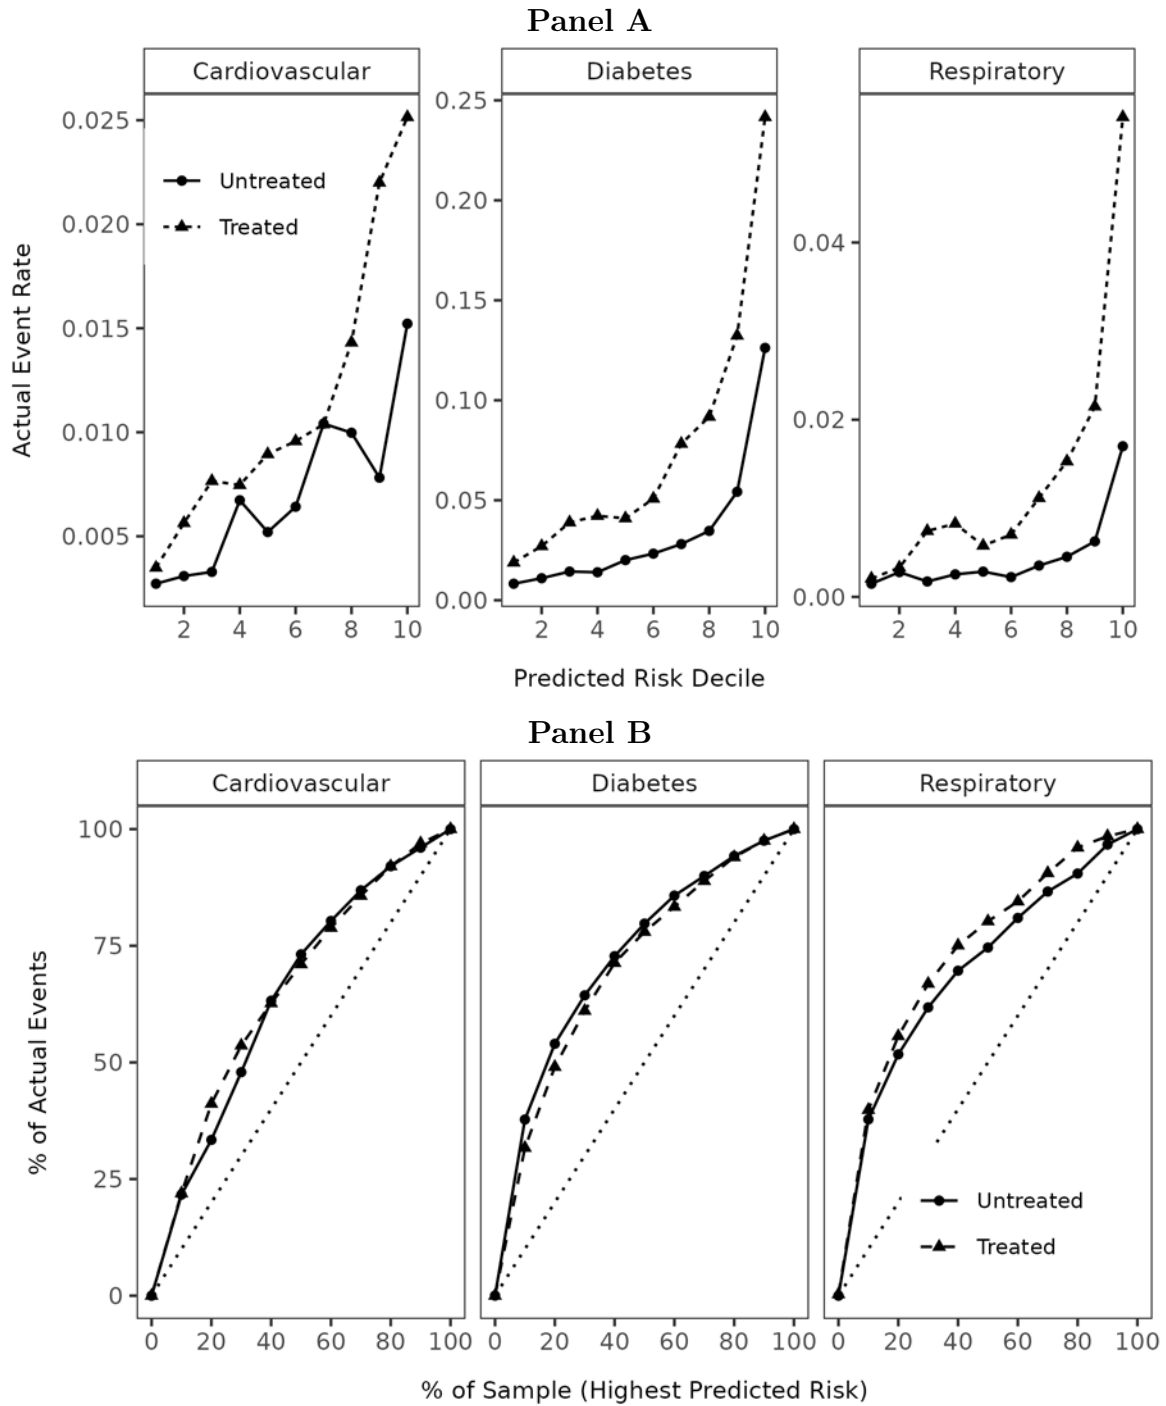 Panel A
Cardiovascular Diabetes Respiratory
Actual Event Rate
0.025
0.020
0.015
0.010
0.005
Untreated
Treated
2 4 6 8 10
0.25
0.20
0.15
0.10
0.05
0.00
2 4 6 8 10
0.04
0.02
0.00
2 4 6 8 10
Predicted Risk Decile
Panel B
Cardiovascular Diabetes Respiratory
% of Actual Events
100
75
50
25
0
Untreated
Treated
0 20 40 60 80 100 0 20 40 60 80 100 0 20 40 60 80 100
% of Sample (Highest Predicted Risk)